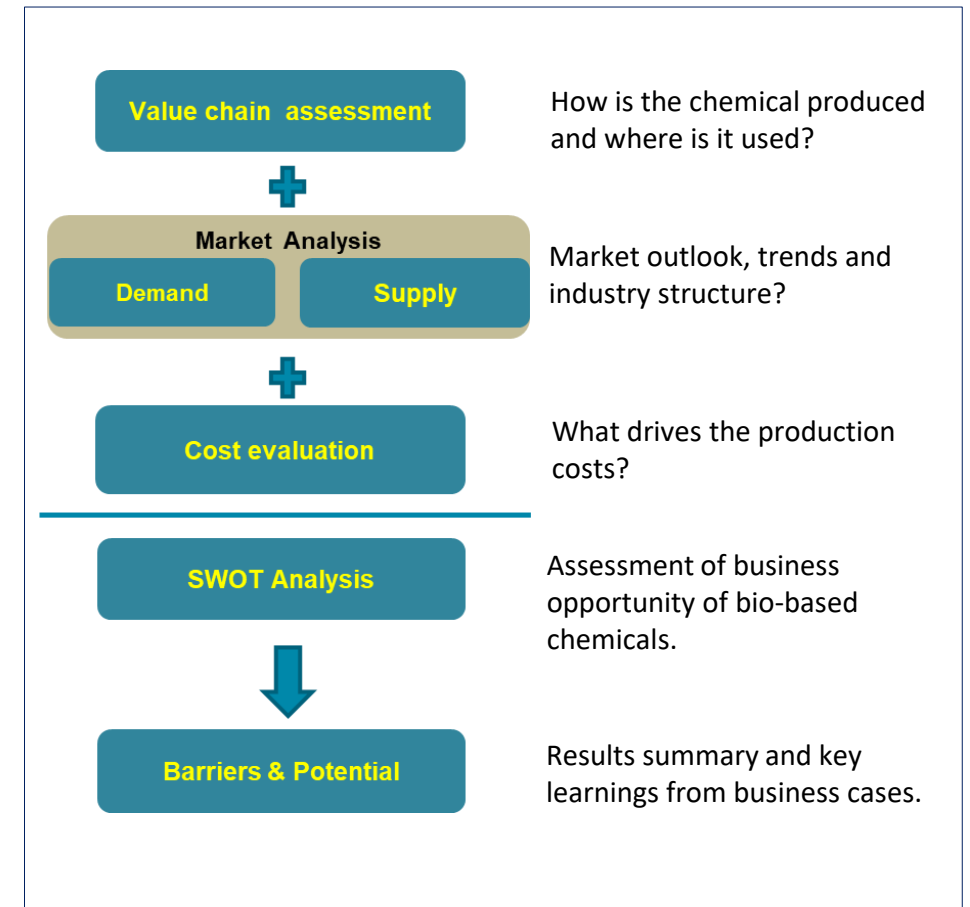 Value chain assessment
How is the chemical produced
and where is it used?
Market Analysis
Demand
Supply
Market outlook, trends and
industry structure?
Cost evaluation
What drives the production
costs?
SWOT Analysis
Assessment of business
opportunity of bio-based
chemicals.
Barriers & Potential
Results summary and key
learnings from business cases.